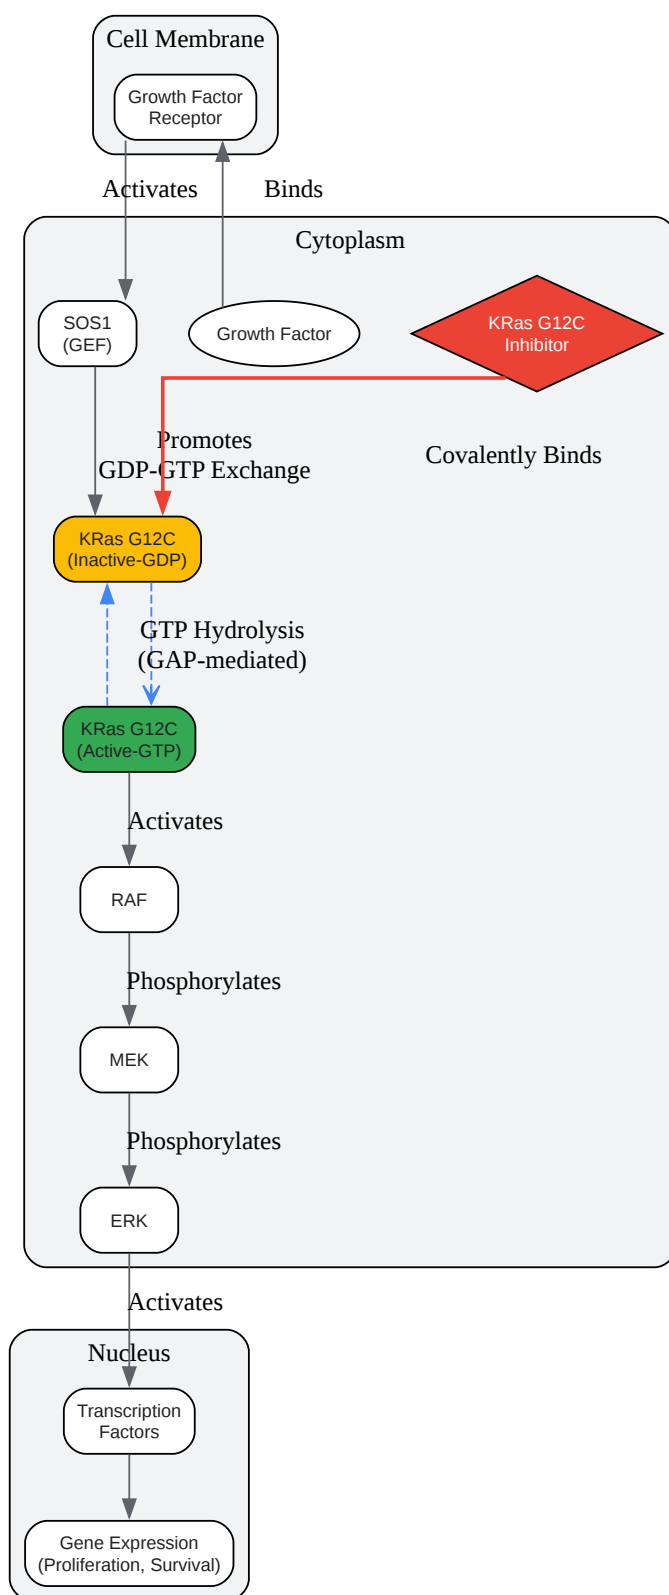 Cell Membrane
Growth Factor
Receptor
Activates
Binds
Cytoplasm
SOS1
(GEF)
Growth Factor
KRas G12C
Inhibitor
Promotes
GDP-GTP Exchange
Covalently Binds
KRas G12C
(Inactive-GDP)
GTP Hydrolysis
(GAP-mediated)
KRas G12C
(Active-GTP)
Activates
RAF
Phosphorylates
MEK
Phosphorylates
ERK
Activates
Nucleus
Transcription
Factors
Gene Expression
(Proliferation, Survival)